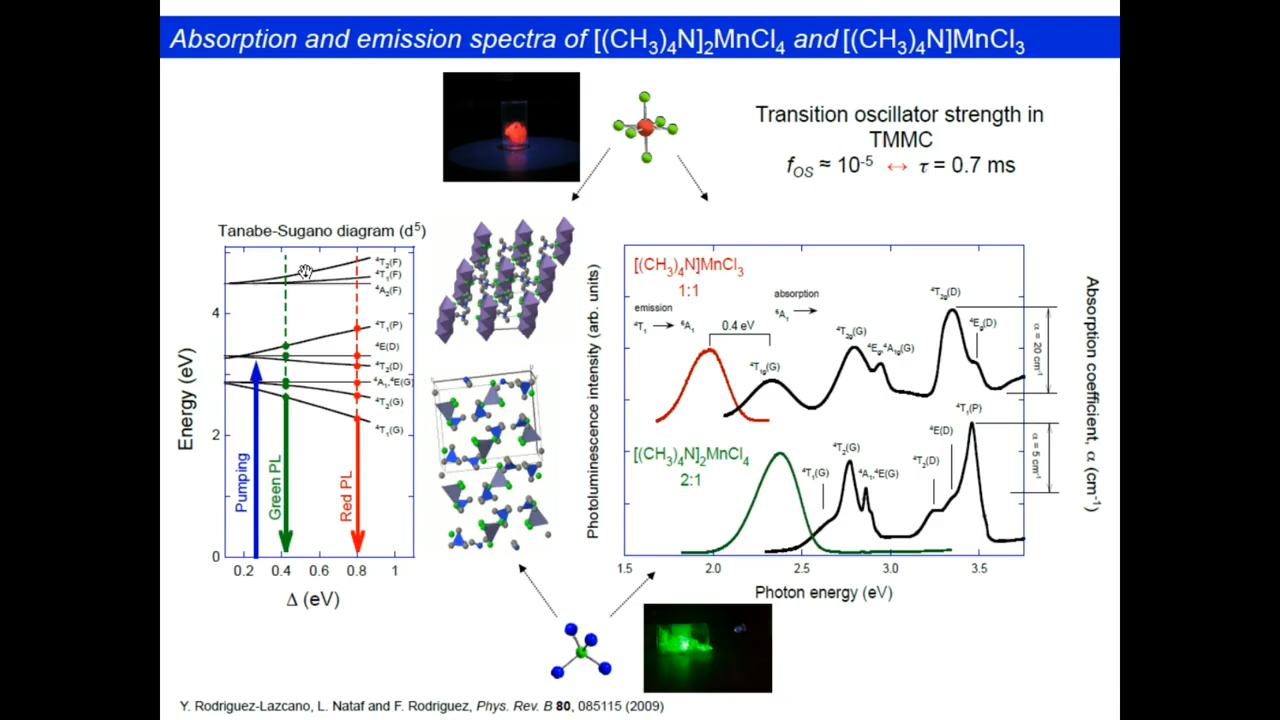 Absorption and emission spectra of [(CH3)4N]2MnCl4 and [(CH3)4N]MnCl3
Transition oscillator strength in
TMMC
fOS ≈ 10-5 ↔ τ = 0.7 ms
Tanabe-Sugano diagram (d5)
4T2(F)
4T1(F)
4A2(F)
4T1(P)
4E(D)
4T2(D)
4A1,4E(G)
4T2(G)
4T1(G)
Energy (eV)
4
2
0
Pumping
Green PL
Red PL
0.2 0.4 0.6 0.8 1
Δ (eV)
Photoluminescence intensity (arb. units)
[(CH3)4N]MnCl3
1:1
emission
4T1 → 6A1
absorption
6A1 →
0.4 eV
4T1g(G)
4T2g(G)
4Eg,4A1g(G)
4T2g(D)
4Eg(D)
α = 20 cm-1
[(CH3)4N]2MnCl4
2:1
4T1(G)
4T2(G)
4A1,4E(G)
4T2(D)
4E(D)
4T1(P)
α = 5 cm-1
Absorption coefficient, α (cm-1)
1.5 2.0 2.5 3.0 3.5
Photon energy (eV)
Y. Rodriguez-Lazcano, L. Nataf and F. Rodriguez, Phys. Rev. B 80, 085115 (2009)